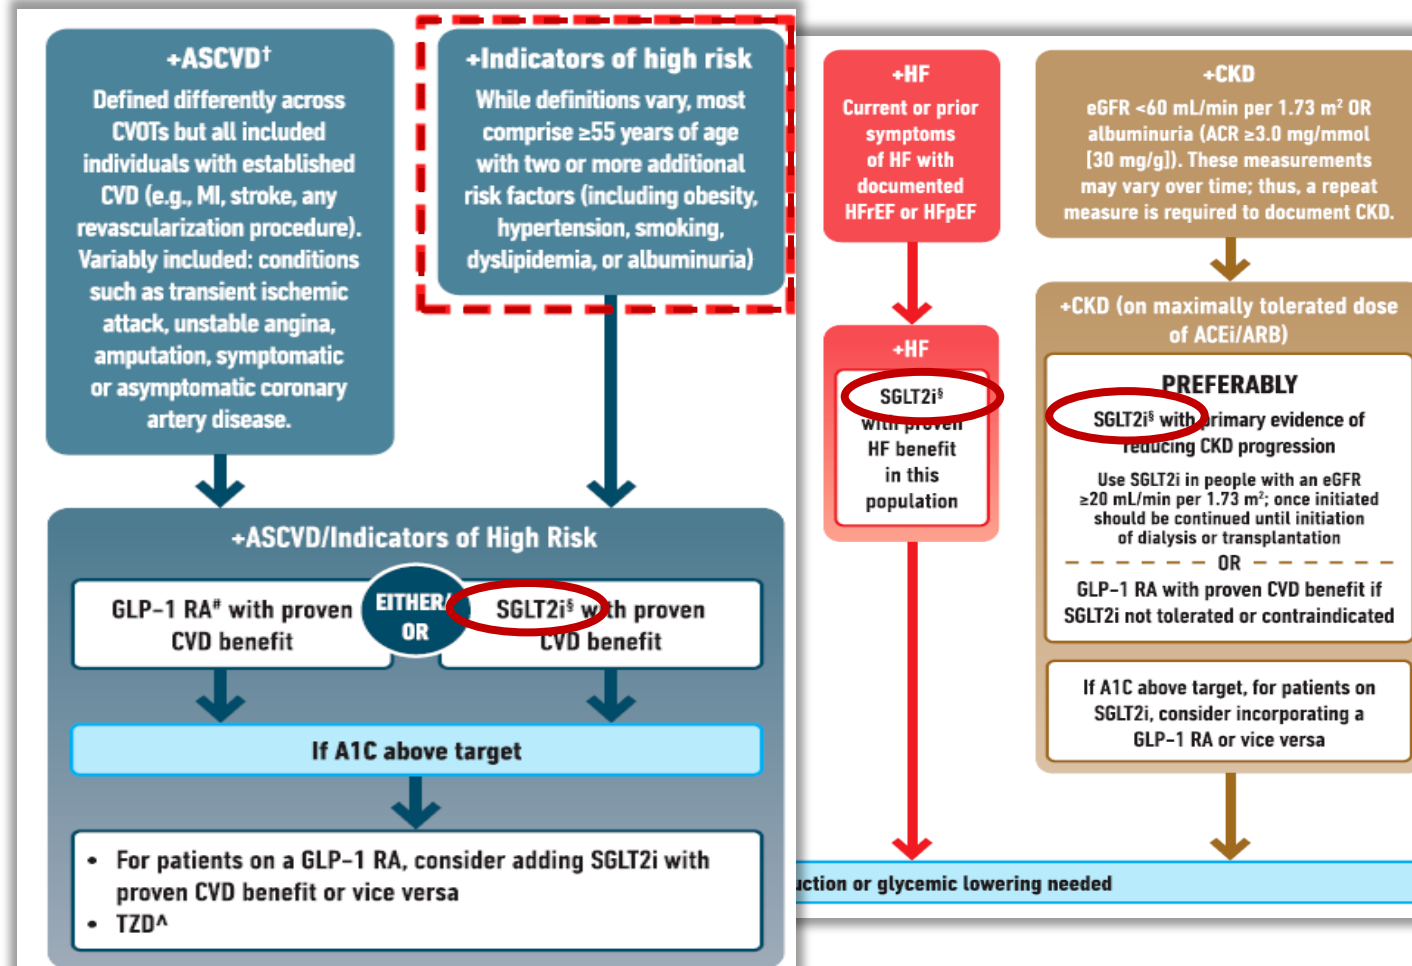 +ASCVD†
Defined differently across
CVOTs but all included
individuals with established
CVD (e.g., MI, stroke, any
revascularization procedure).
Variably included: conditions
such as transient ischemic
attack, unstable angina,
amputation, symptomatic
or asymptomatic coronary
artery disease.
+Indicators of high risk
While definitions vary, most
comprise ≥55 years of age
with two or more additional
risk factors (including obesity,
hypertension, smoking,
dyslipidemia, or albuminuria)
+ASCVD/Indicators of High Risk
GLP-1 RA# with proven
CVD benefit
EITHER/
OR
SGLT2i§ with proven
CVD benefit
If A1C above target
• For patients on a GLP-1 RA, consider adding SGLT2i with
proven CVD benefit or vice versa
• TZD^
+HF
Current or prior
symptoms
of HF with
documented
HFrEF or HFpEF
+HF
SGLT2i§
with proven
HF benefit
in this
population
+CKD
eGFR <60 mL/min per 1.73 m² OR
albuminuria (ACR ≥3.0 mg/mmol
[30 mg/g]). These measurements
may vary over time; thus, a repeat
measure is required to document CKD.
+CKD (on maximally tolerated dose
of ACEi/ARB)
PREFERABLY
SGLT2i§ with primary evidence of
reducing CKD progression
Use SGLT2i in people with an eGFR
≥20 mL/min per 1.73 m²; once initiated
should be continued until initiation
of dialysis or transplantation
OR
GLP-1 RA with proven CVD benefit if
SGLT2i not tolerated or contraindicated
If A1C above target, for patients on
SGLT2i, consider incorporating a
GLP-1 RA or vice versa
uction or glycemic lowering needed